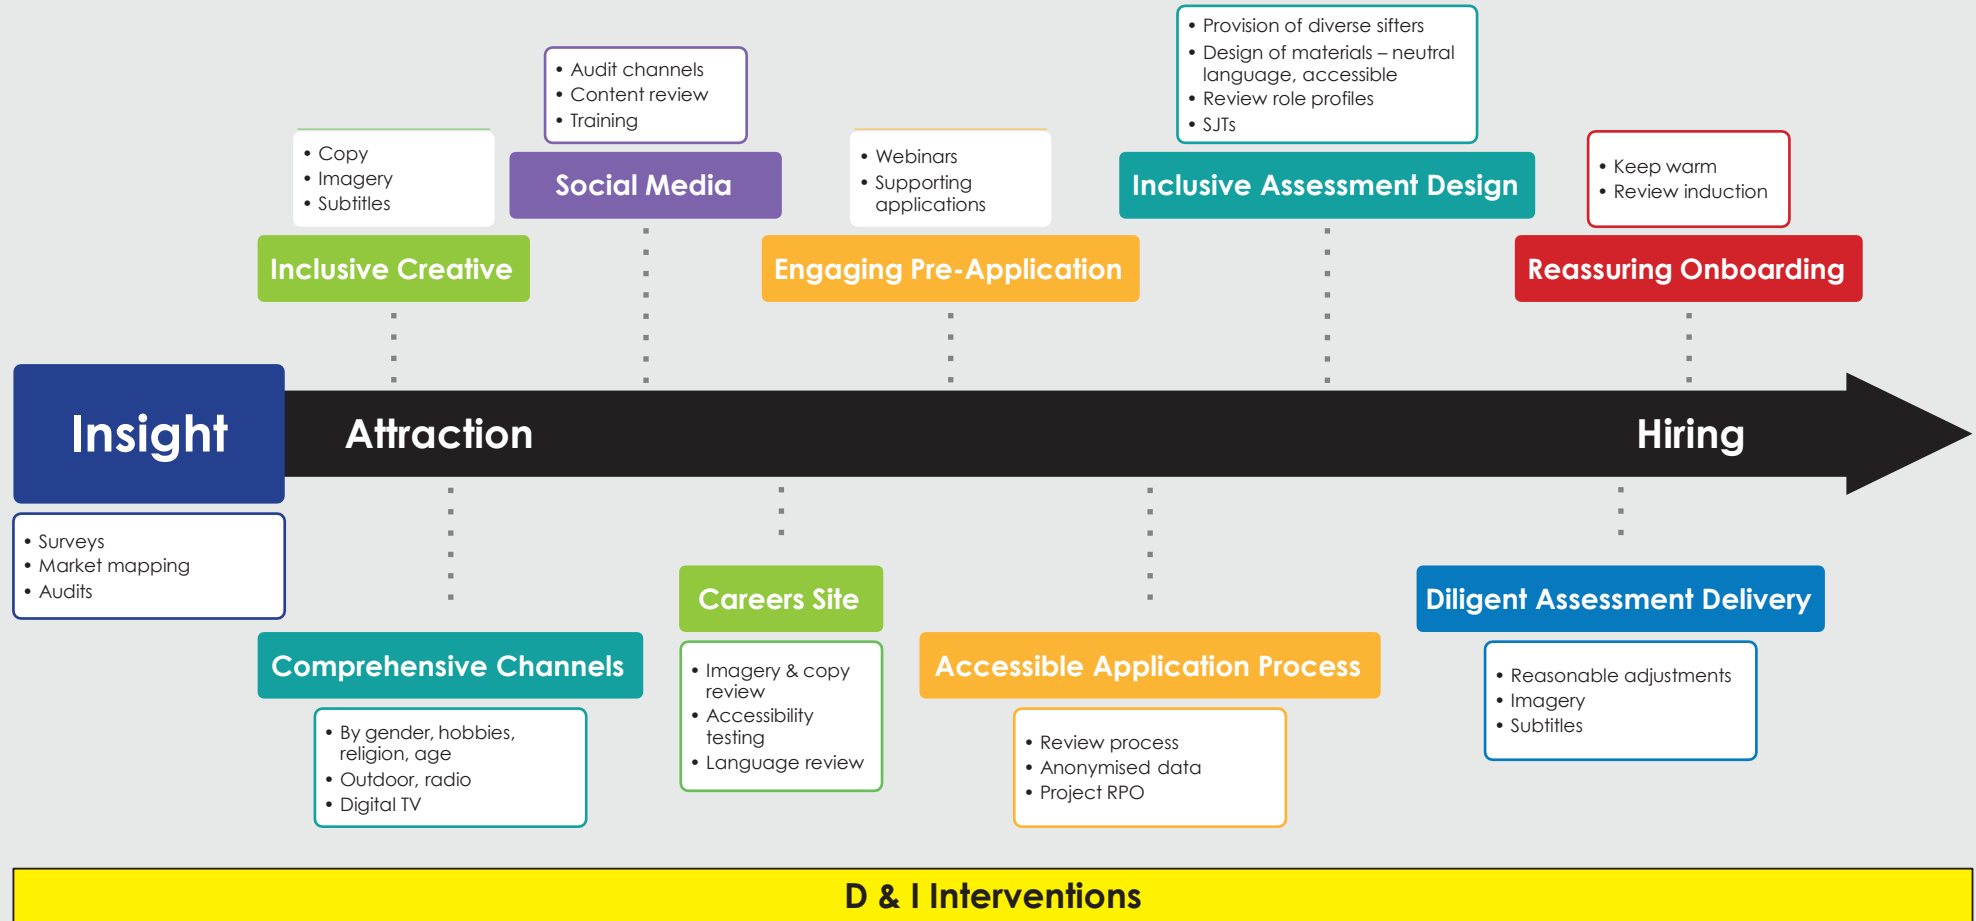 • Provision of diverse sifters
• Design of materials – neutral
language, accessible
• Review role profiles
• SJTs
Inclusive Assessment Design
• Audit channels
• Content review
• Training
Social Media
• Copy
• Imagery
• Subtitles
Inclusive Creative
• Webinars
• Supporting
applications
Engaging Pre-Application
• Keep warm
• Review induction
Reassuring Onboarding
Insight
Attraction
Hiring
• Surveys
• Market mapping
• Audits
Comprehensive Channels
• By gender, hobbies,
religion, age
• Outdoor, radio
• Digital TV
Careers Site
• Imagery & copy
review
• Accessibility
testing
• Language review
Accessible Application Process
• Review process
• Anonymised data
• Project RPO
Diligent Assessment Delivery
• Reasonable adjustments
• Imagery
• Subtitles
D & I Interventions